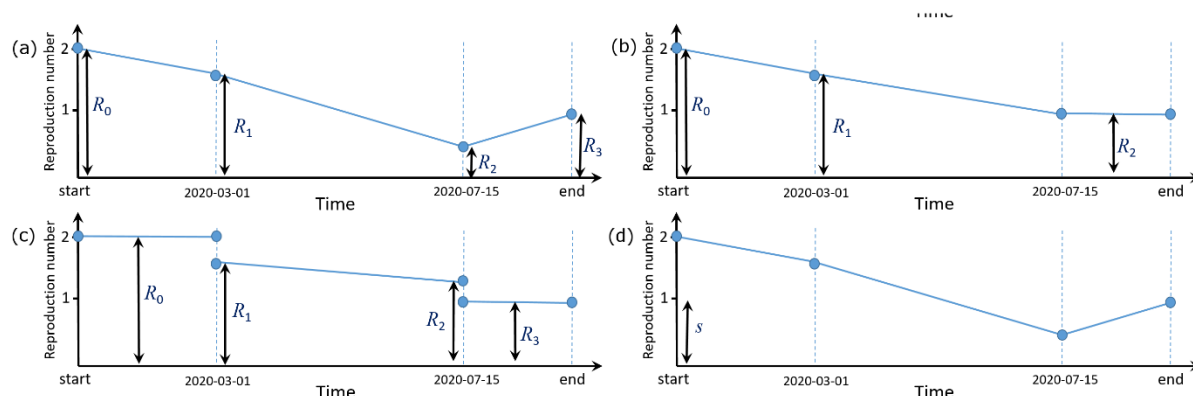 Time
(a)
Reproduction number
2
1
R0
R1
R2
R3
start
2020-03-01
2020-07-15
end
Time
(b)
Reproduction number
2
1
R0
R1
R2
start
2020-03-01
2020-07-15
end
Time
(c)
Reproduction number
2
1
R0
R1
R2
R3
start
2020-03-01
2020-07-15
end
Time
(d)
Reproduction number
2
1
s
start
2020-03-01
2020-07-15
end
Time